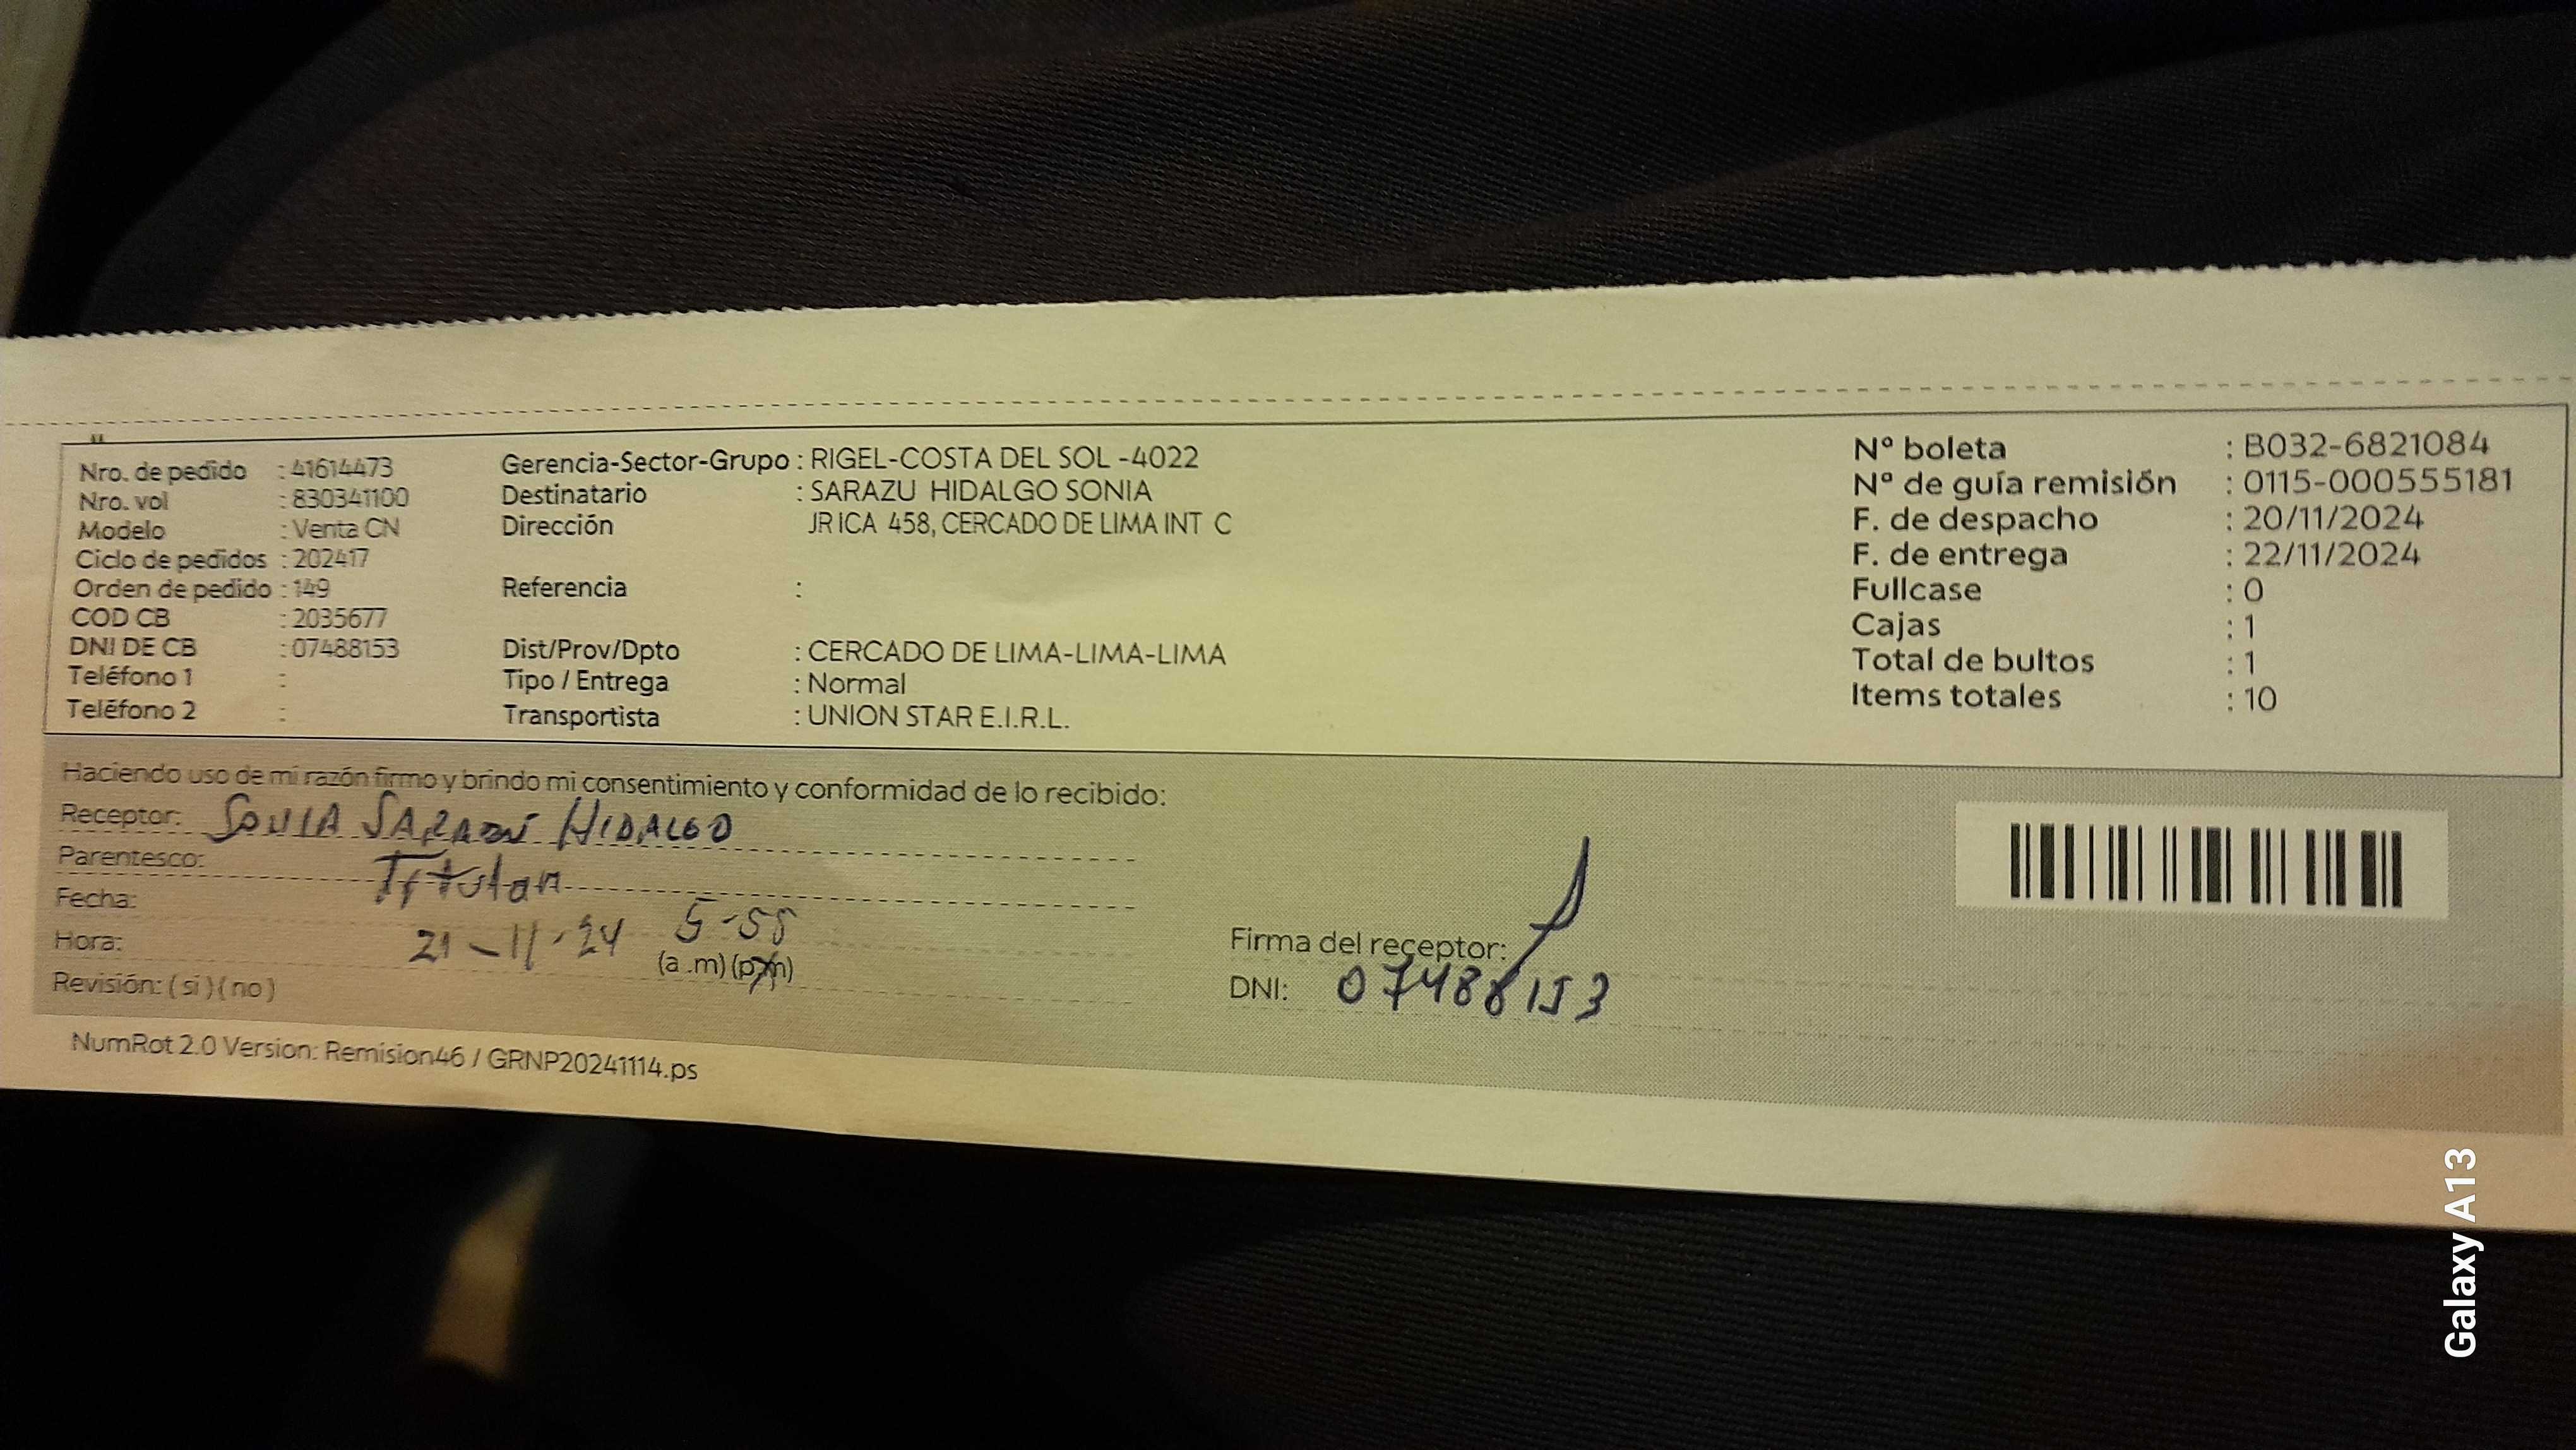 Nro. de pedido : 41614473
Nro. vol : 830341100
Modelo : Venta CN
Ciclo de pedidos : 202417
Orden de pedido : 149
COD CB : 2035677
DNI DE CB : 07488153
Teléfono 1 :
Teléfono 2 :
Gerencia-Sector-Grupo : RIGEL-COSTA DEL SOL -4022
Destinatario : SARAZU HIDALGO SONIA
Dirección JR ICA 458, CERCADO DE LIMA INT C
Referencia :
Dist/Prov/Dpto : CERCADO DE LIMA-LIMA-LIMA
Tipo / Entrega : Normal
Transportista : UNION STAR E.I.R.L.
Nº boleta : B032-6821084
Nº de guía remisión : 0115-000555181
F. de despacho : 20/11/2024
F. de entrega : 22/11/2024
Fullcase : 0
Cajas : 1
Total de bultos : 1
Items totales : 10
Haciendo uso de mi razón firmo y brindo mi consentimiento y conformidad de lo recibido:
Receptor: SONIA SARAZU HIDALGO
Parentesco: Titular
Fecha: 21-11-24
Hora: 5-55 (a .m) (p.m)
Revisión: ( si ) ( no )
Firma del receptor:
DNI: 07488153
NumRot 2.0 Version: Remision46 / GRNP20241114.ps
Galaxy A13